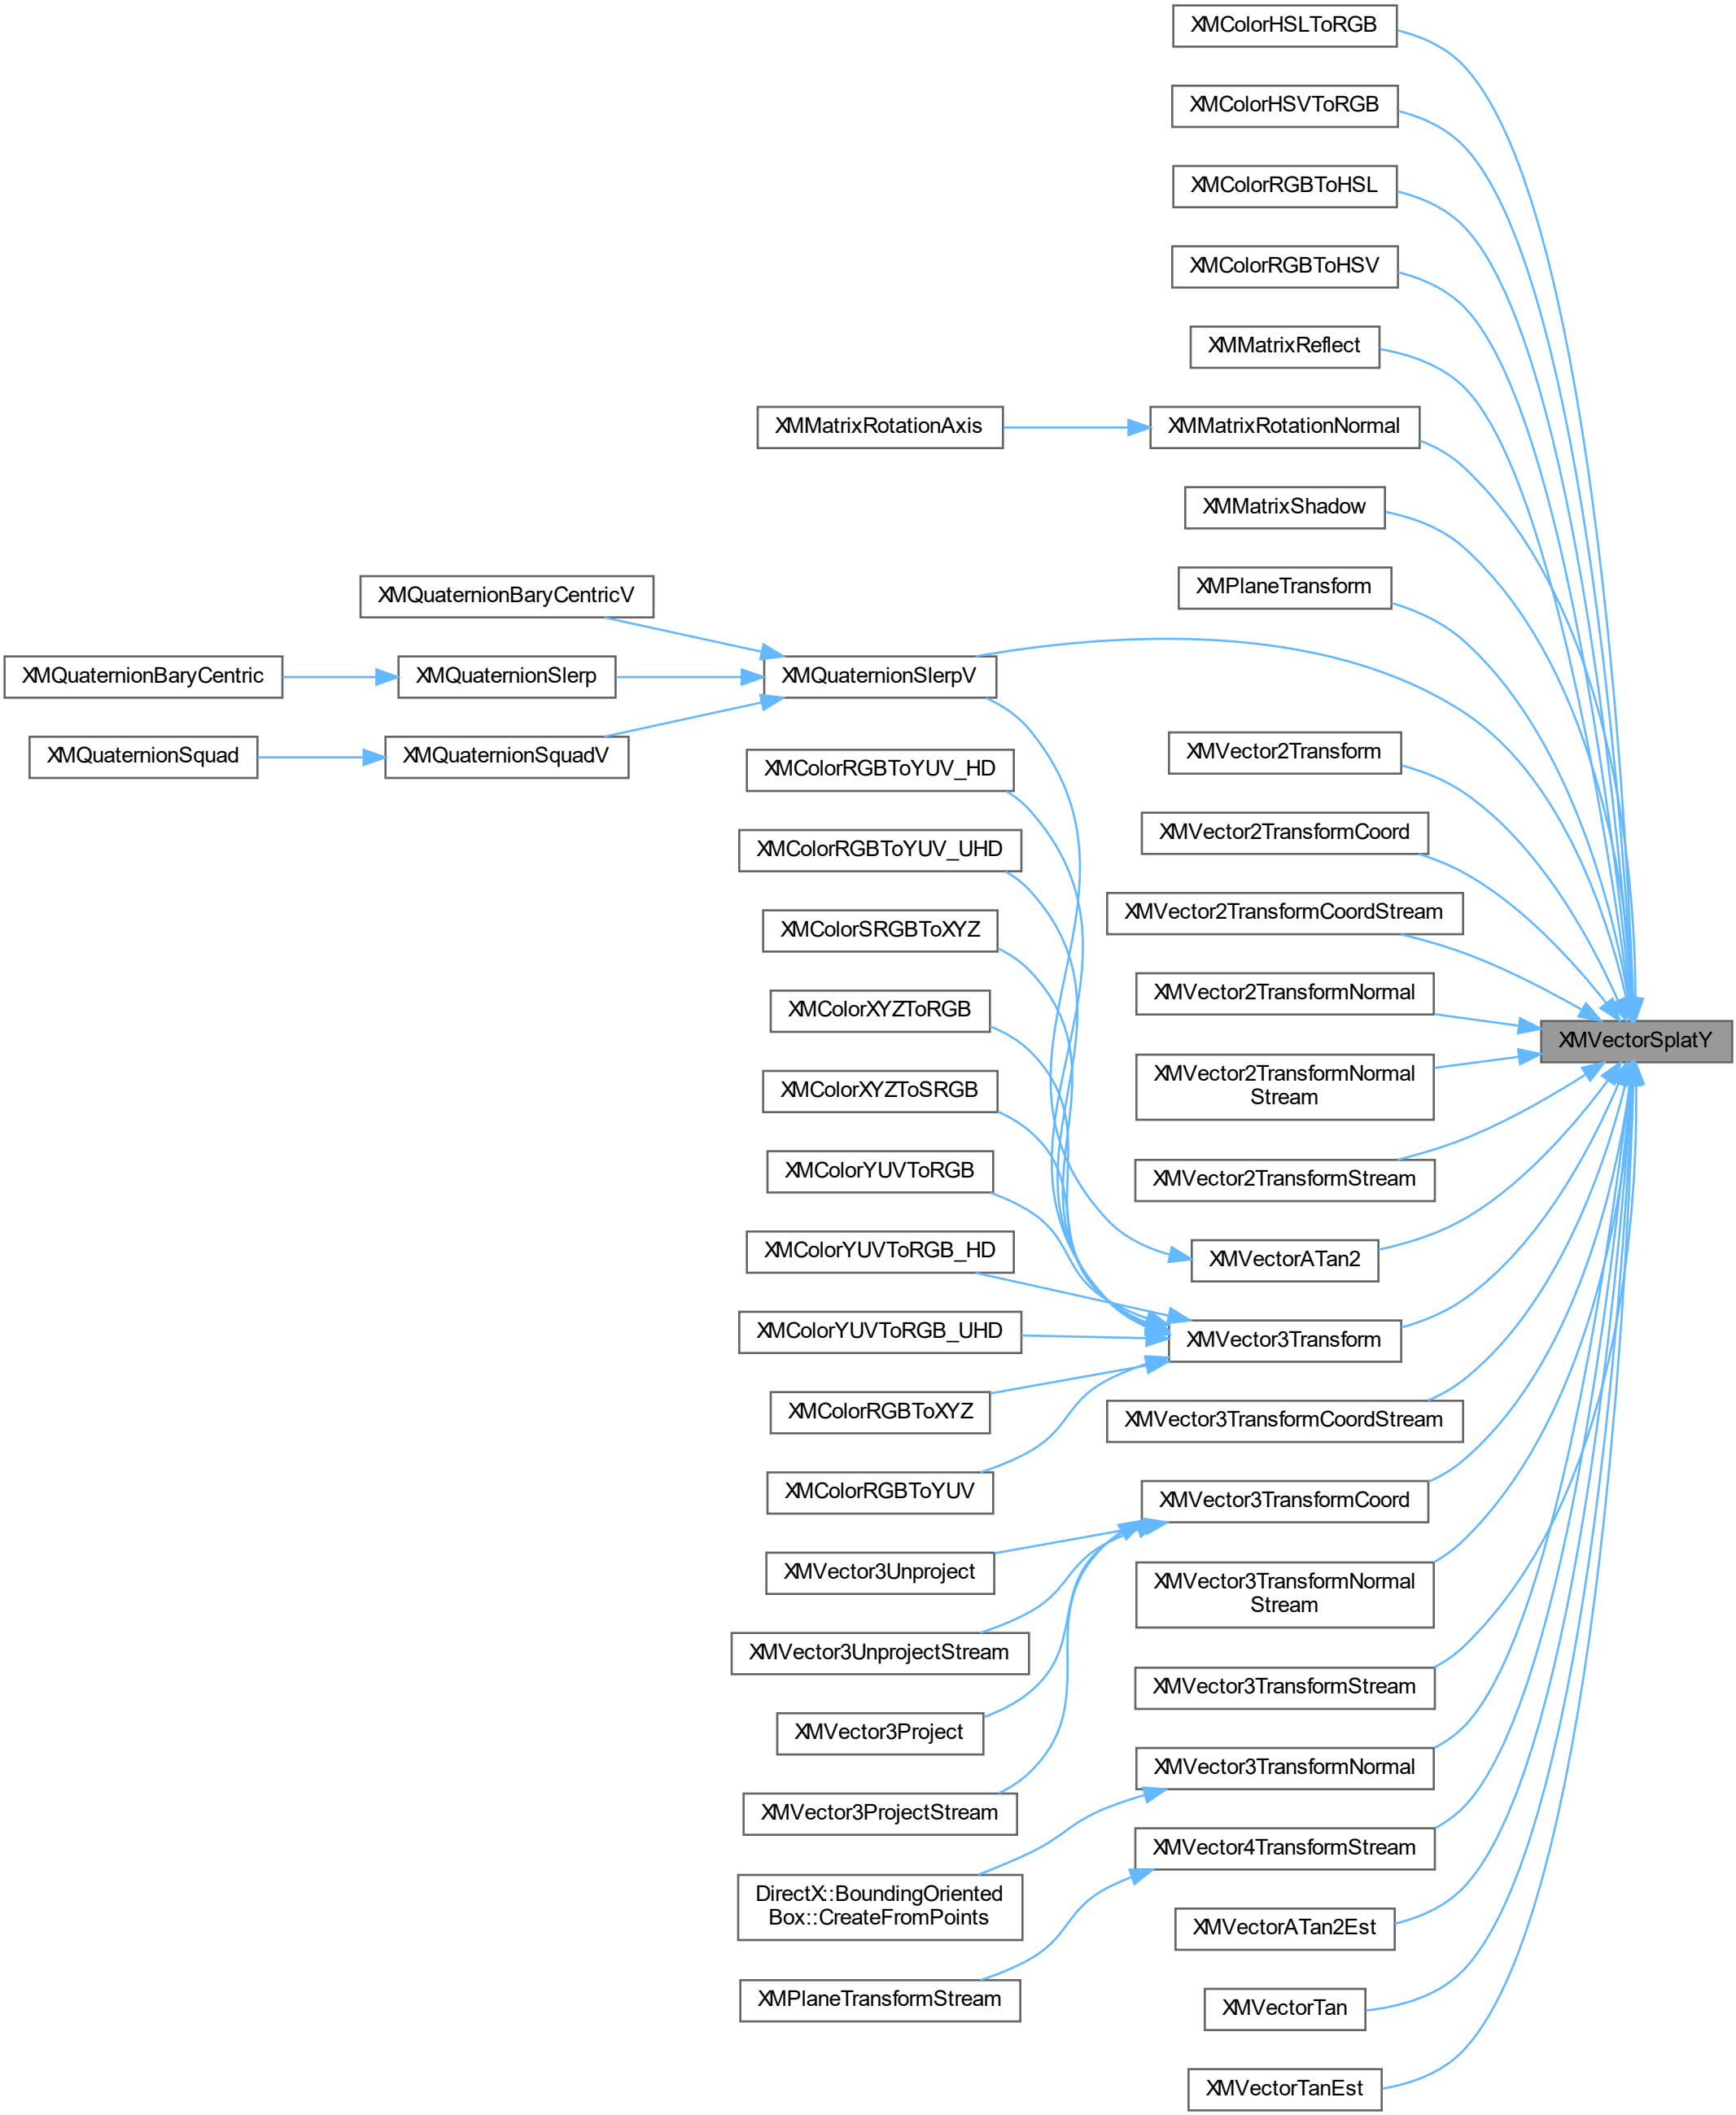 XMColorHSLToRGB
XMColorHSVToRGB
XMColorRGBToHSL
XMColorRGBToHSV
XMMatrixReflect
XMMatrixRotationAxis
XMMatrixRotationNormal
XMMatrixShadow
XMPlaneTransform
XMQuaternionBaryCentricV
XMQuaternionBaryCentric
XMQuaternionSlerp
XMQuaternionSlerpV
XMQuaternionSquad
XMQuaternionSquadV
XMVector2Transform
XMColorRGBToYUV_HD
XMVector2TransformCoord
XMColorRGBToYUV_UHD
XMVector2TransformCoordStream
XMColorSRGBToXYZ
XMVector2TransformNormal
XMColorXYZToRGB
XMVectorSplatY
XMVector2TransformNormal
Stream
XMColorXYZToSRGB
XMColorYUVToRGB
XMVector2TransformStream
XMColorYUVToRGB_HD
XMVectorATan2
XMColorYUVToRGB_UHD
XMVector3Transform
XMColorRGBToXYZ
XMVector3TransformCoordStream
XMColorRGBToYUV
XMVector3TransformCoord
XMVector3Unproject
XMVector3TransformNormal
Stream
XMVector3UnprojectStream
XMVector3TransformStream
XMVector3Project
XMVector3TransformNormal
XMVector3ProjectStream
XMVector4TransformStream
DirectX::BoundingOriented
Box::CreateFromPoints
XMVectorATan2Est
XMPlaneTransformStream
XMVectorTan
XMVectorTanEst